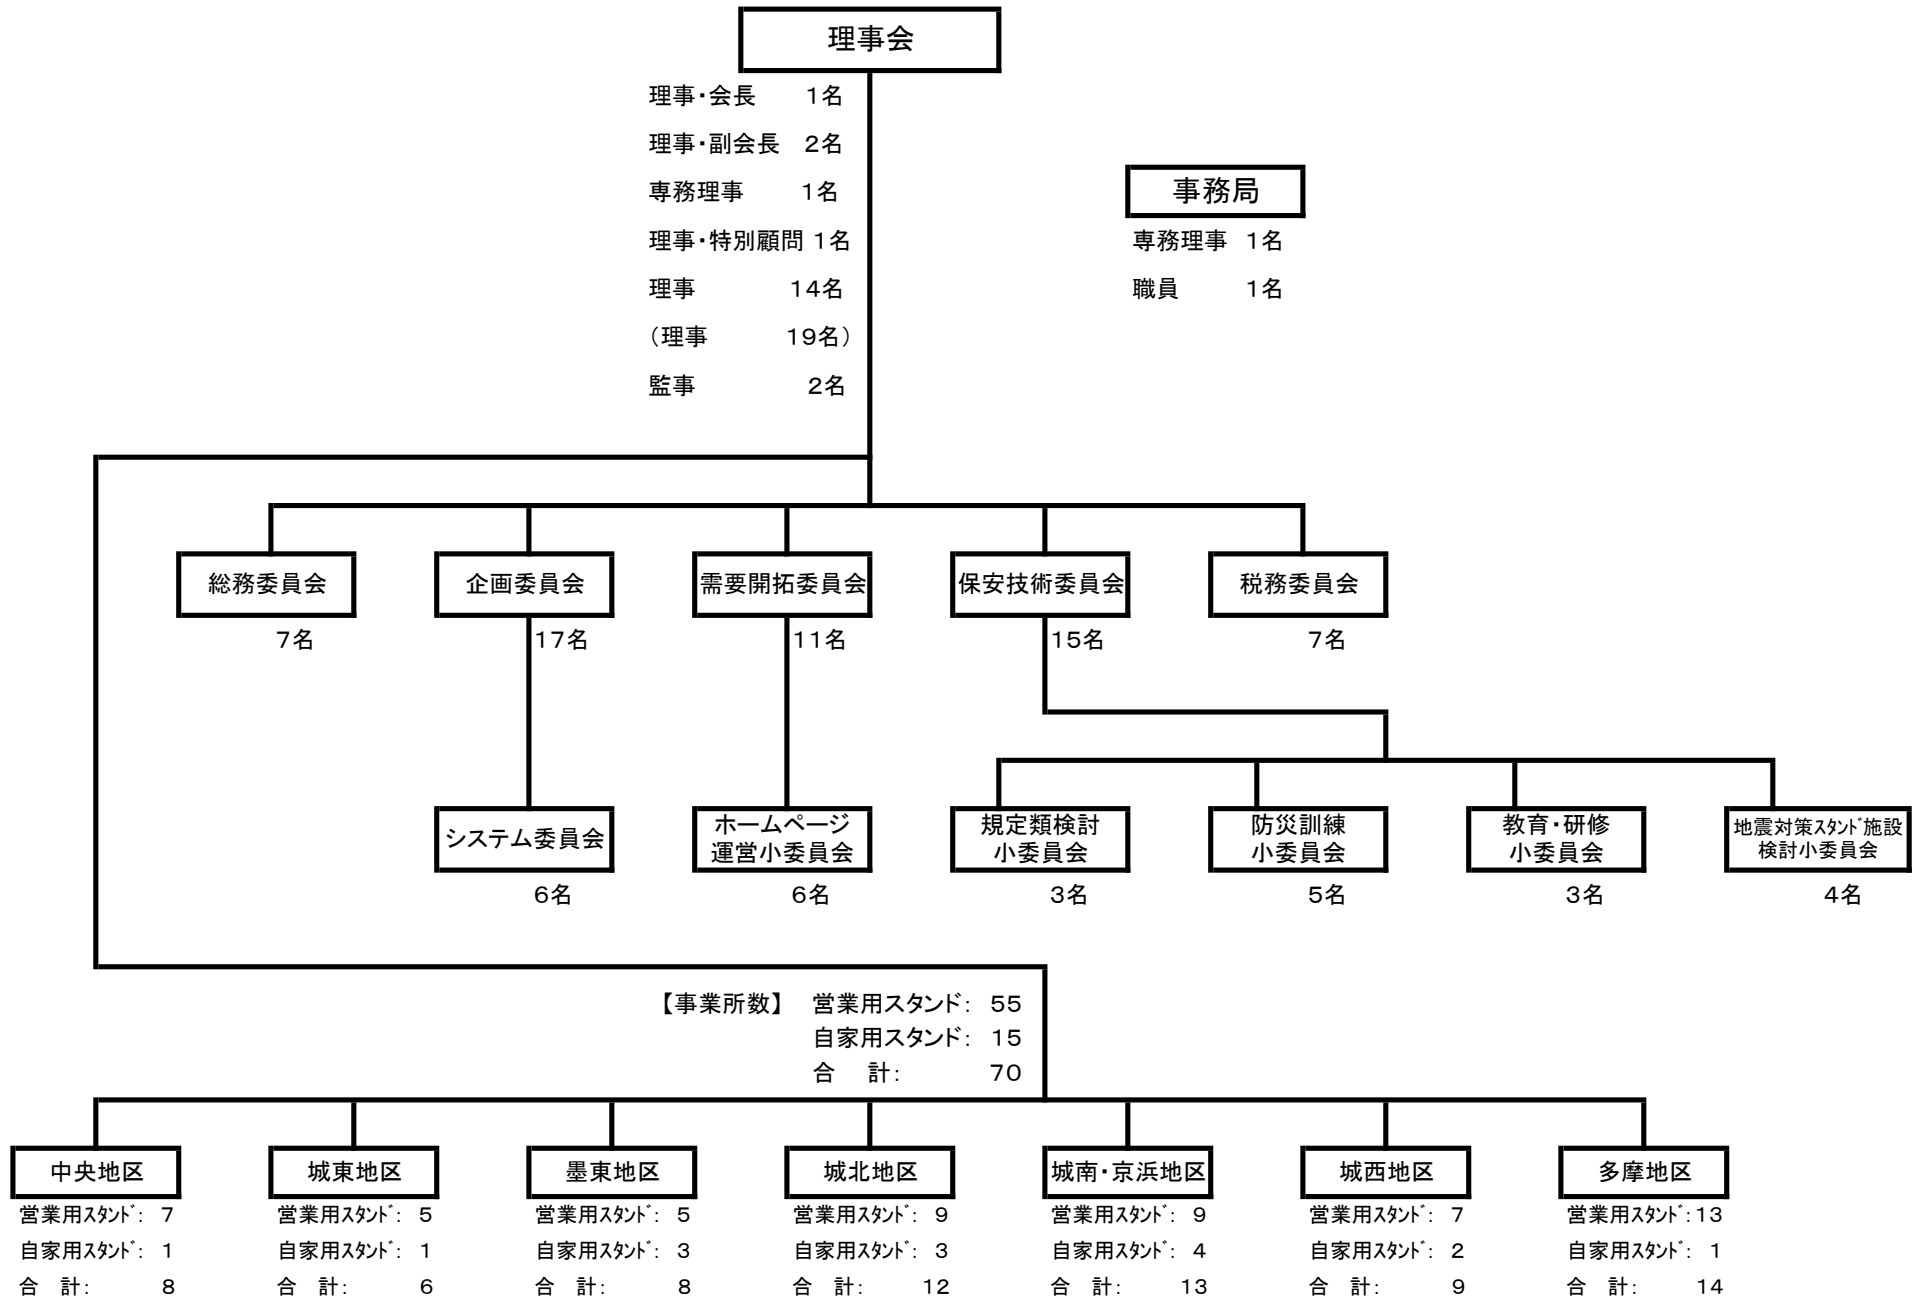 理事会
理事・会長　　1名
理事・副会長　2名
専務理事　　1名
理事・特別顧問 1名
理事　　　　14名
（理事　　　19名）
監事　　　　　2名
事務局
専務理事　1名
職員　　　1名
総務委員会
7名
企画委員会
17名
需要開拓委員会
11名
保安技術委員会
15名
税務委員会
7名
システム委員会
6名
ホームページ
運営小委員会
6名
規定類検討
小委員会
3名
防災訓練
小委員会
5名
教育・研修
小委員会
3名
地震対策ｽﾀﾝﾄﾞ施設
検討小委員会
4名
【事業所数】　営業用スタンド：　55
自家用スタンド：　15
合　計：　　　70
中央地区
営業用ｽﾀﾝﾄﾞ：　7
自家用ｽﾀﾝﾄﾞ：　1
合　計：　　　8
城東地区
営業用ｽﾀﾝﾄﾞ：　5
自家用ｽﾀﾝﾄﾞ：　1
合　計：　　　6
墨東地区
営業用ｽﾀﾝﾄﾞ：　5
自家用ｽﾀﾝﾄﾞ：　3
合　計：　　　8
城北地区
営業用ｽﾀﾝﾄﾞ：　9
自家用ｽﾀﾝﾄﾞ：　3
合　計：　　　12
城南・京浜地区
営業用ｽﾀﾝﾄﾞ：　9
自家用ｽﾀﾝﾄﾞ：　4
合　計：　　　13
城西地区
営業用ｽﾀﾝﾄﾞ：　7
自家用ｽﾀﾝﾄﾞ：　2
合　計：　　　9
多摩地区
営業用ｽﾀﾝﾄﾞ：13
自家用ｽﾀﾝﾄﾞ：　1
合　計：　　　14